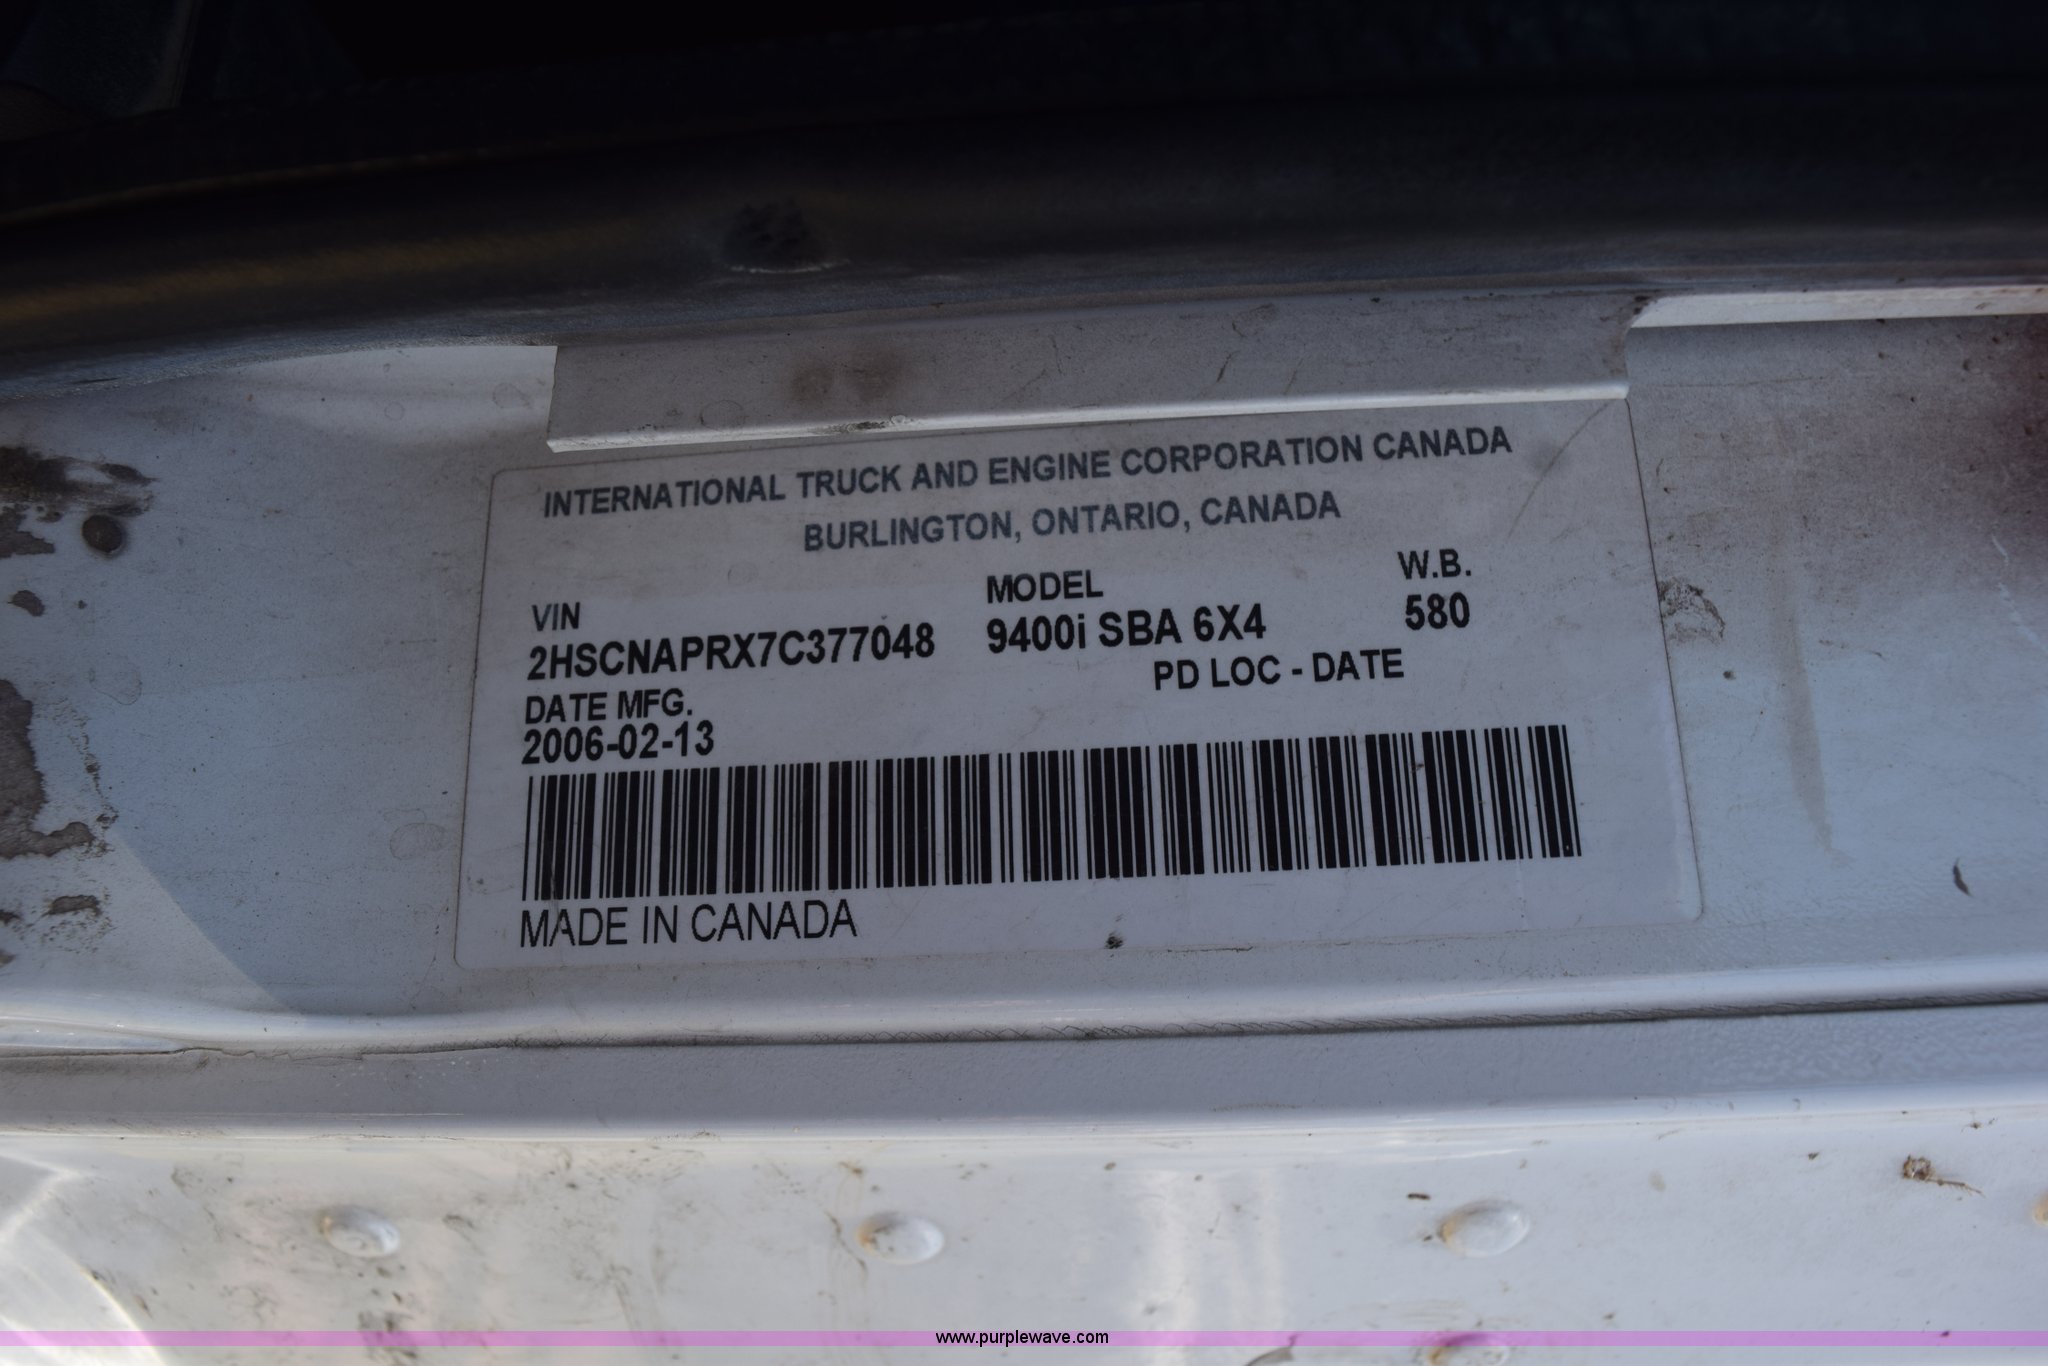 INTERNATIONAL TRUCK AND ENGINE CORPORATION CANADA
BURLINGTON, ONTARIO, CANADA
VIN MODEL W.B.
2HSCNAPRX7C377048 9400i SBA 6X4 580
DATE MFG. PD LOC - DATE
2006-02-13
MADE IN CANADA
www.purplewave.com